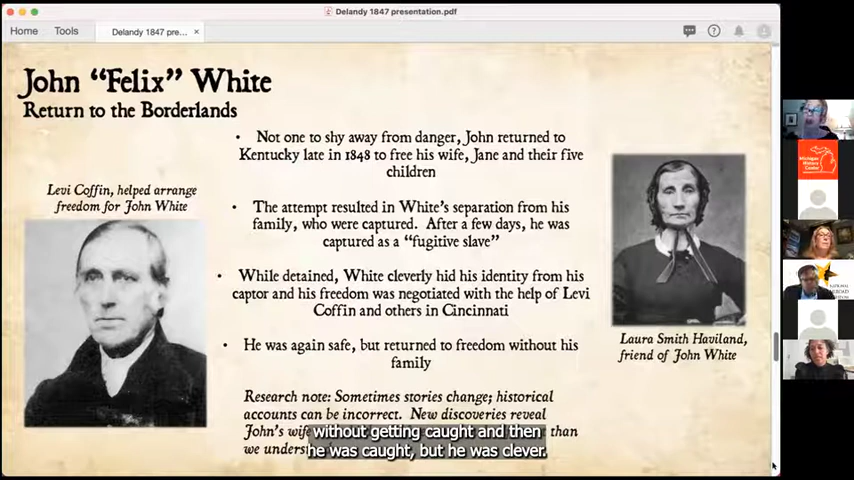 Delandy 1847 presentation.pdf
Home
Tools
Delandy 1847 pre...
×
John “Felix” White
Return to the Borderlands
• Not one to shy away from danger, John returned to
Kentucky late in 1848 to free his wife, Jane and their five
children
Levi Coffin, helped arrange
freedom for John White
• The attempt resulted in White's separation from his
family, who were captured. After a few days, he was
captured as a “fugitive slave”
• While detained, White cleverly hid his identity from his
captor and his freedom was negotiated with the help of Levi
Coffin and others in Cincinnati
• He was again safe, but returned to freedom without his
family
Laura Smith Haviland,
friend of John White
Research note: Sometimes stories change; historical
accounts can be incorrect. New discoveries reveal
John's wife than
we underst
without getting caught and then
he was caught, but he was clever.
Michigan
History
Center